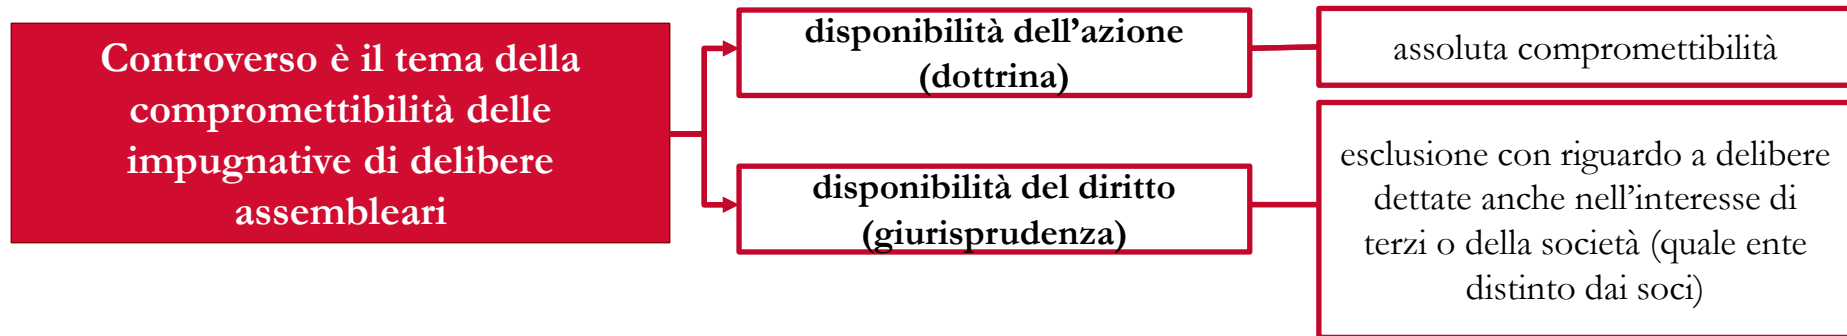 Controverso è il tema della
compromettibilità delle
impugnative di delibere
assembleari
disponibilità dell’azione
(dottrina)
assoluta compromettibilità
disponibilità del diritto
(giurisprudenza)
esclusione con riguardo a delibere
dettate anche nell’interesse di
terzi o della società (quale ente
distinto dai soci)